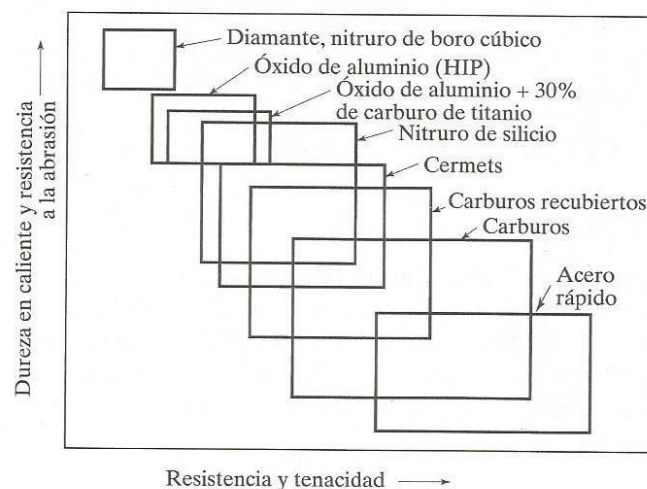 Diamante, nitruro de boro cúbico
Óxido de aluminio (HIP)
Óxido de aluminio + 30%
de carburo de titanio
Nitruro de silicio
Cermets
Carburos recubiertos
Carburos
Acero
rápido
Dureza en caliente y resistencia
a la abrasión
Resistencia y tenacidad